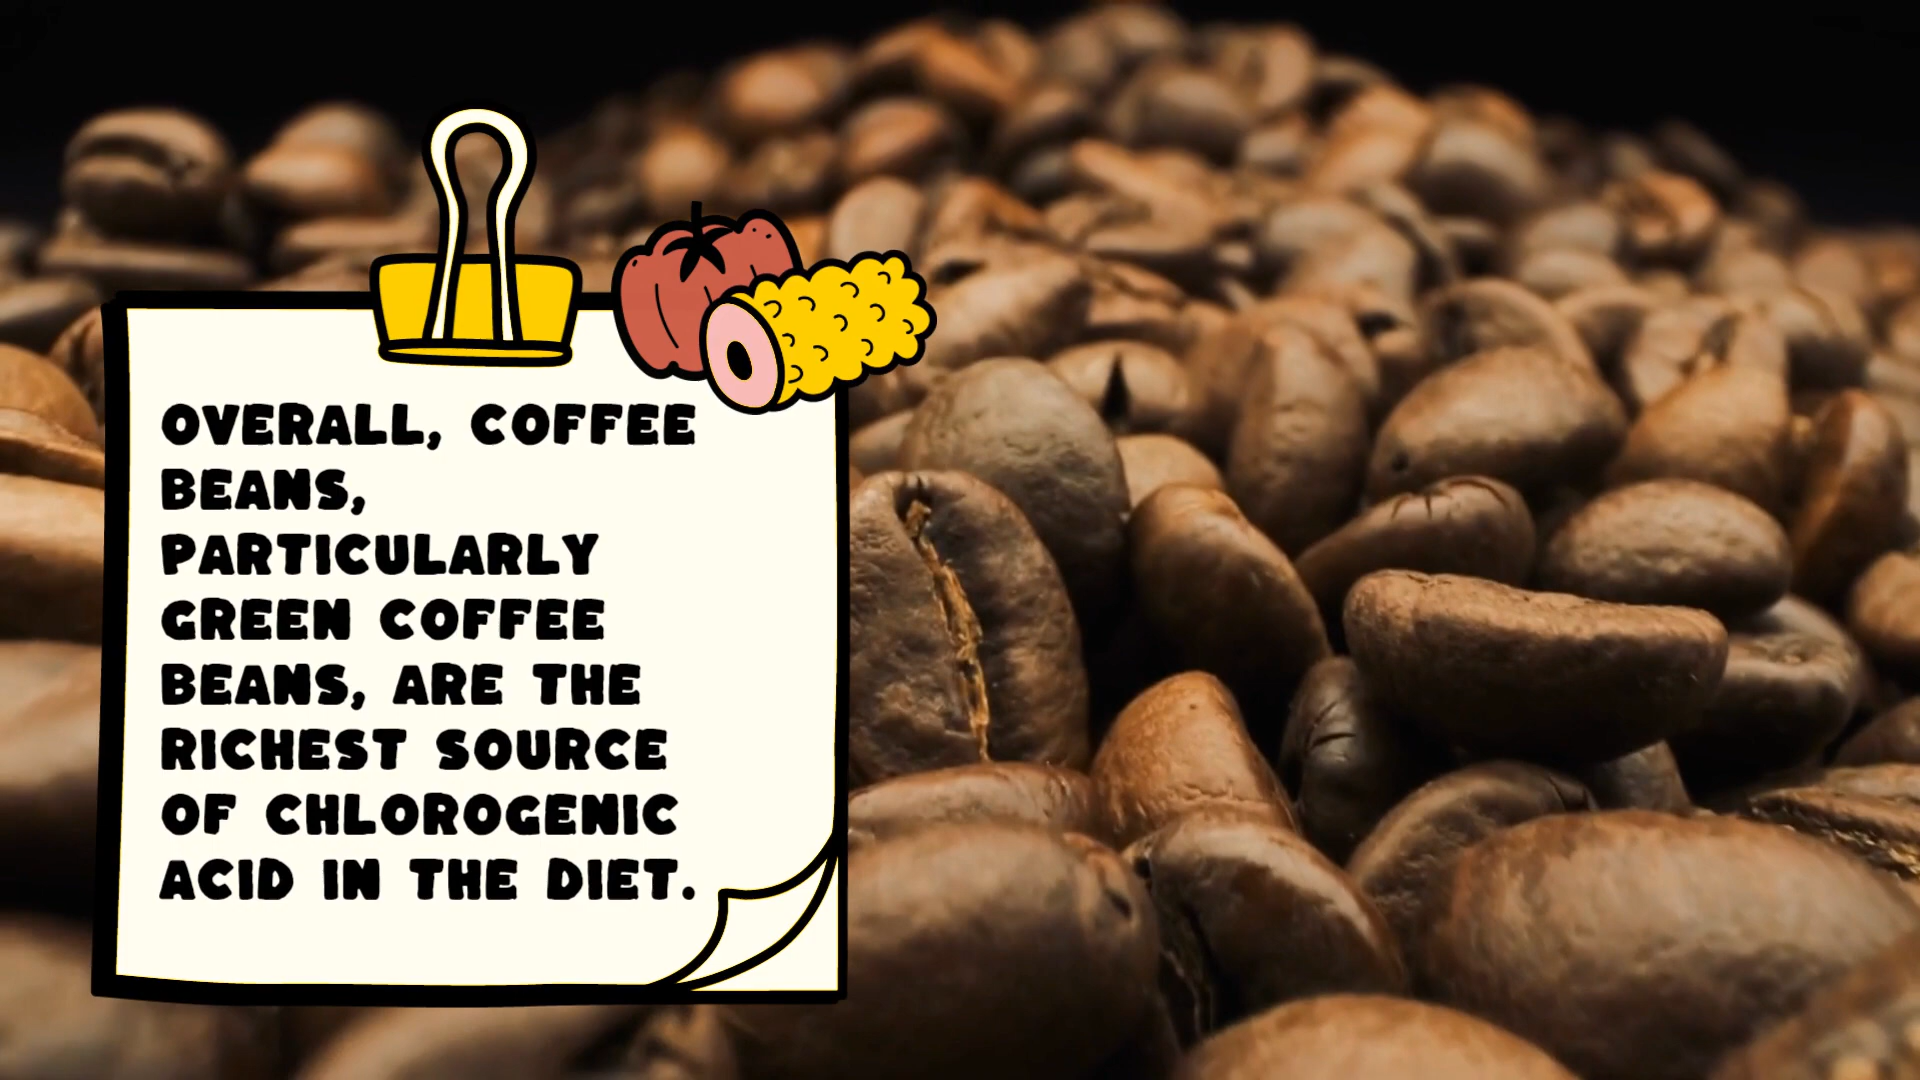 OVERALL, COFFEE
BEANS,
PARTICULARLY
GREEN COFFEE
BEANS, ARE THE
RICHEST SOURCE
OF CHLOROGENIC
ACID IN THE DIET.